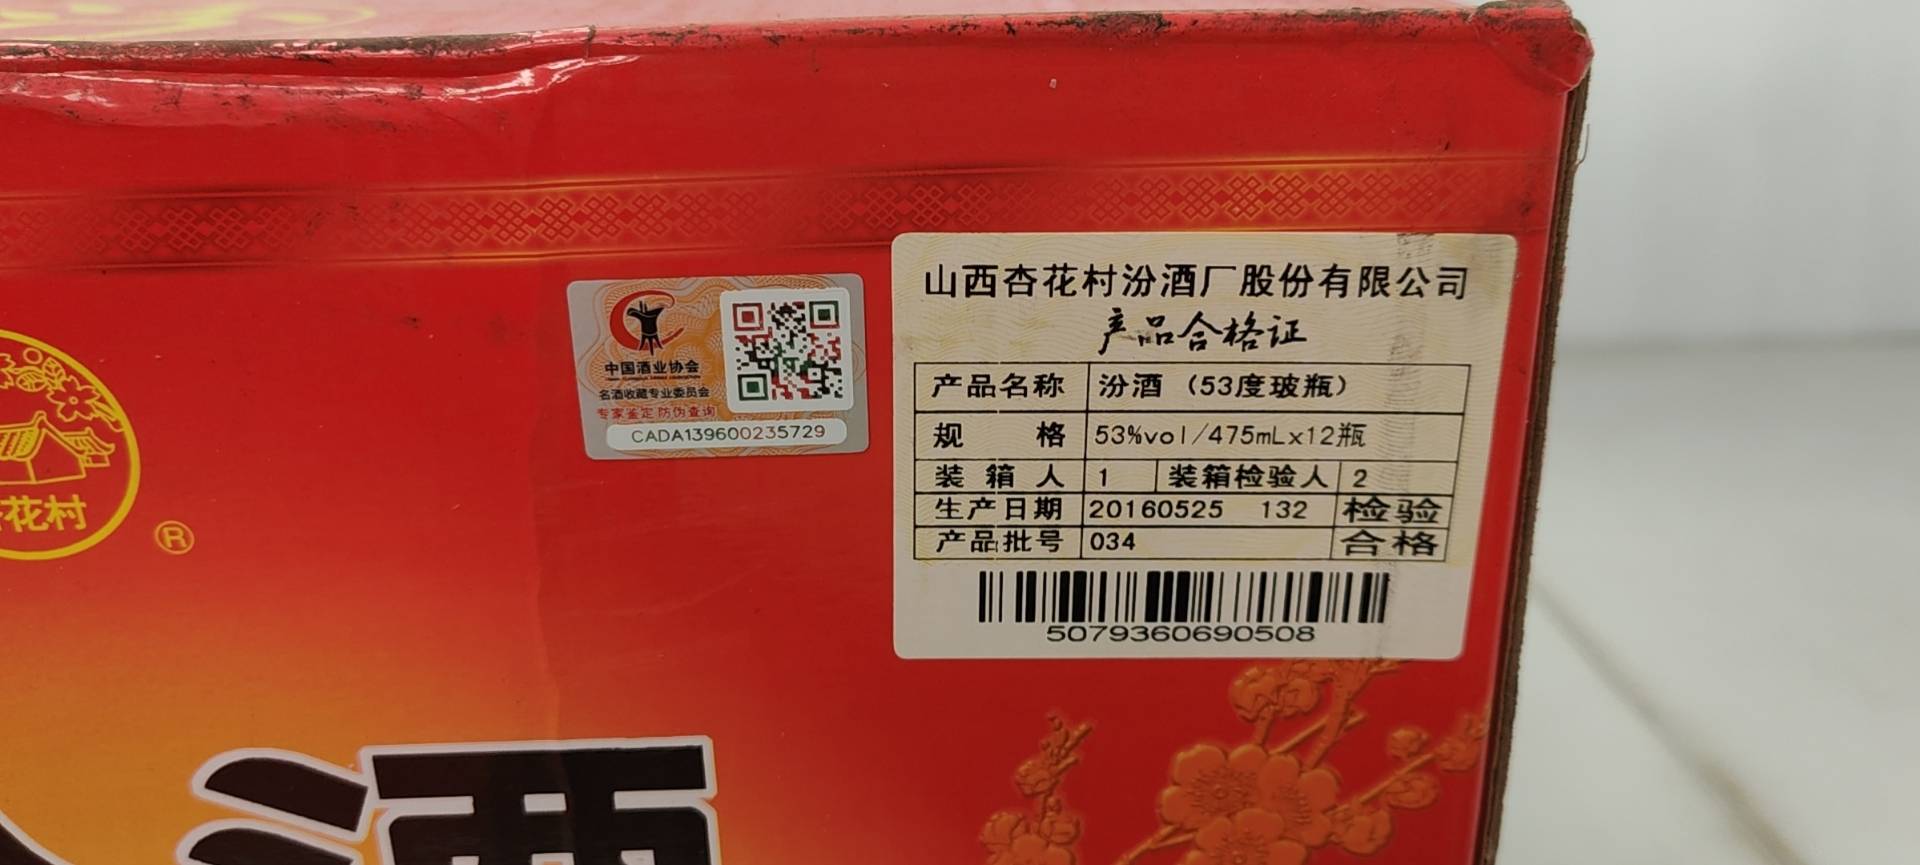 花村
®
中国酒业协会
名酒收藏专业委员会
专家鉴定 防伪查询
CADA139600235729
山西杏花村汾酒厂股份有限公司
产品合格证
产品名称 汾酒（53度玻瓶）
规 格 53%vol/475mLx12瓶
装箱人 1 装箱检验人 2
生产日期 20160525 132 检验
产品批号 034 合格
5079360690508
酒